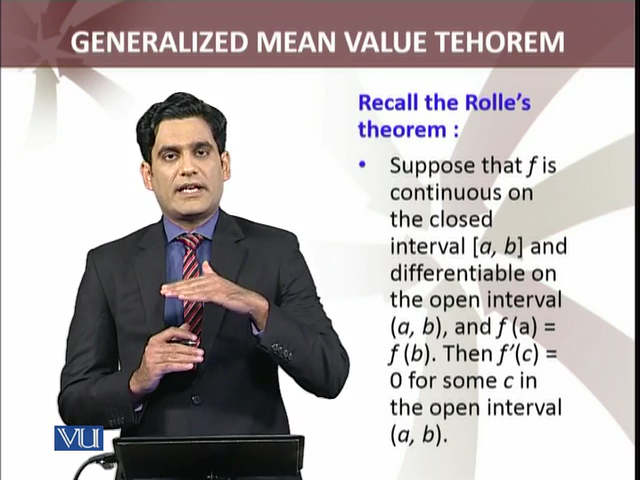 GENERALIZED MEAN VALUE TEHOREM
Recall the Rolle's
theorem :
• Suppose that f is
continuous on
the closed
interval [a, b] and
differentiable on
the open interval
(a, b), and f (a) =
f (b). Then f′(c) =
0 for some c in
the open interval
(a, b).
VU